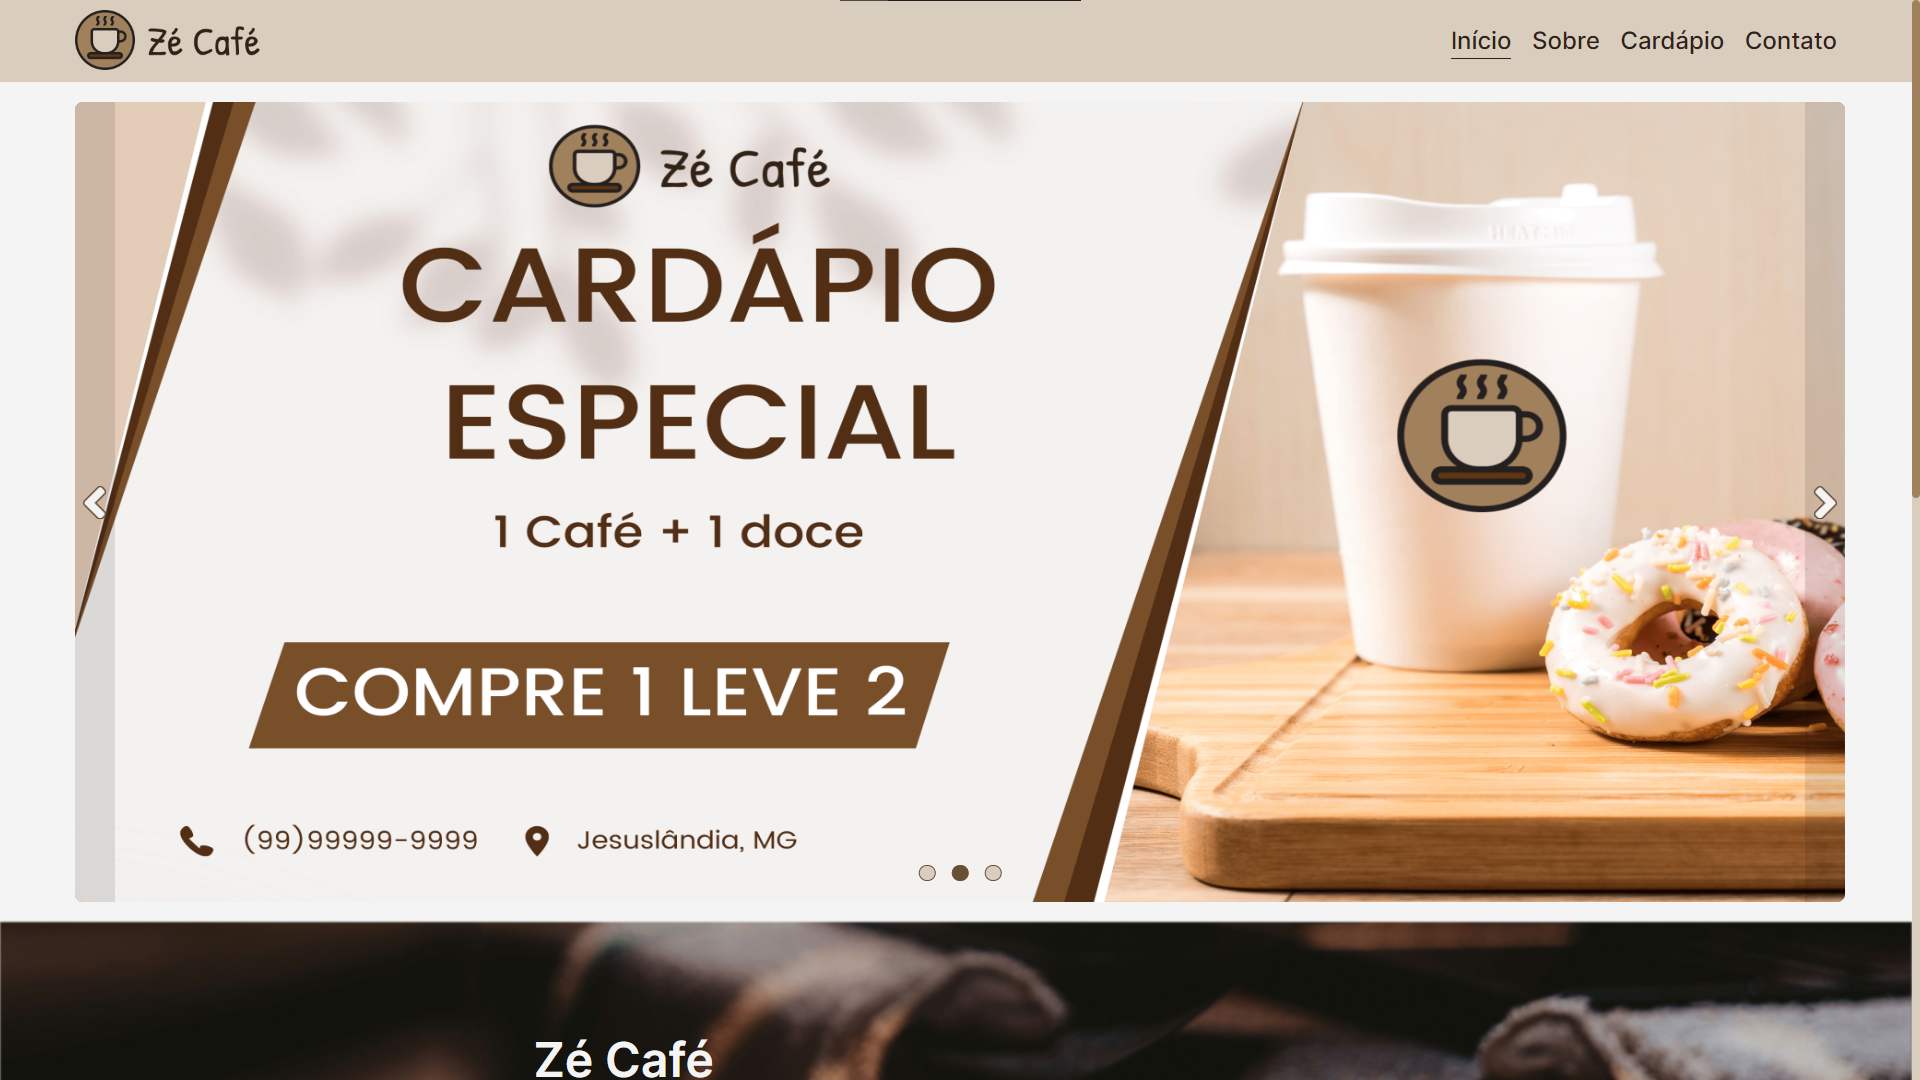 Zé Café
Início Sobre Cardápio Contato
Zé Café
CARDÁPIO
ESPECIAL
1 Café + 1 doce
COMPRE 1 LEVE 2
(99)99999-9999 Jesuslândia, MG
Zé Café